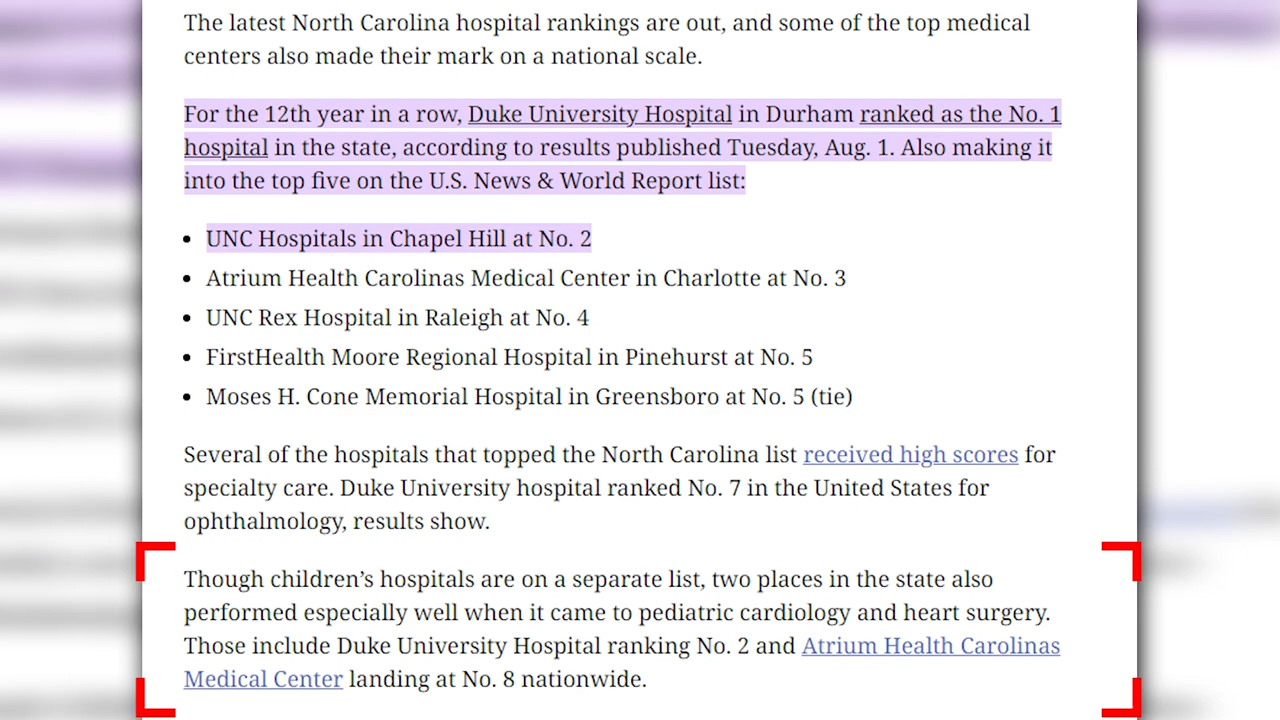 The latest North Carolina hospital rankings are out, and some of the top medical
centers also made their mark on a national scale.
For the 12th year in a row, Duke University Hospital in Durham ranked as the No. 1
hospital in the state, according to results published Tuesday, Aug. 1. Also making it
into the top five on the U.S. News & World Report list:
• UNC Hospitals in Chapel Hill at No. 2
• Atrium Health Carolinas Medical Center in Charlotte at No. 3
• UNC Rex Hospital in Raleigh at No. 4
• FirstHealth Moore Regional Hospital in Pinehurst at No. 5
• Moses H. Cone Memorial Hospital in Greensboro at No. 5 (tie)
Several of the hospitals that topped the North Carolina list received high scores for
specialty care. Duke University hospital ranked No. 7 in the United States for
ophthalmology, results show.
Though children’s hospitals are on a separate list, two places in the state also
performed especially well when it came to pediatric cardiology and heart surgery.
Those include Duke University Hospital ranking No. 2 and Atrium Health Carolinas
Medical Center landing at No. 8 nationwide.